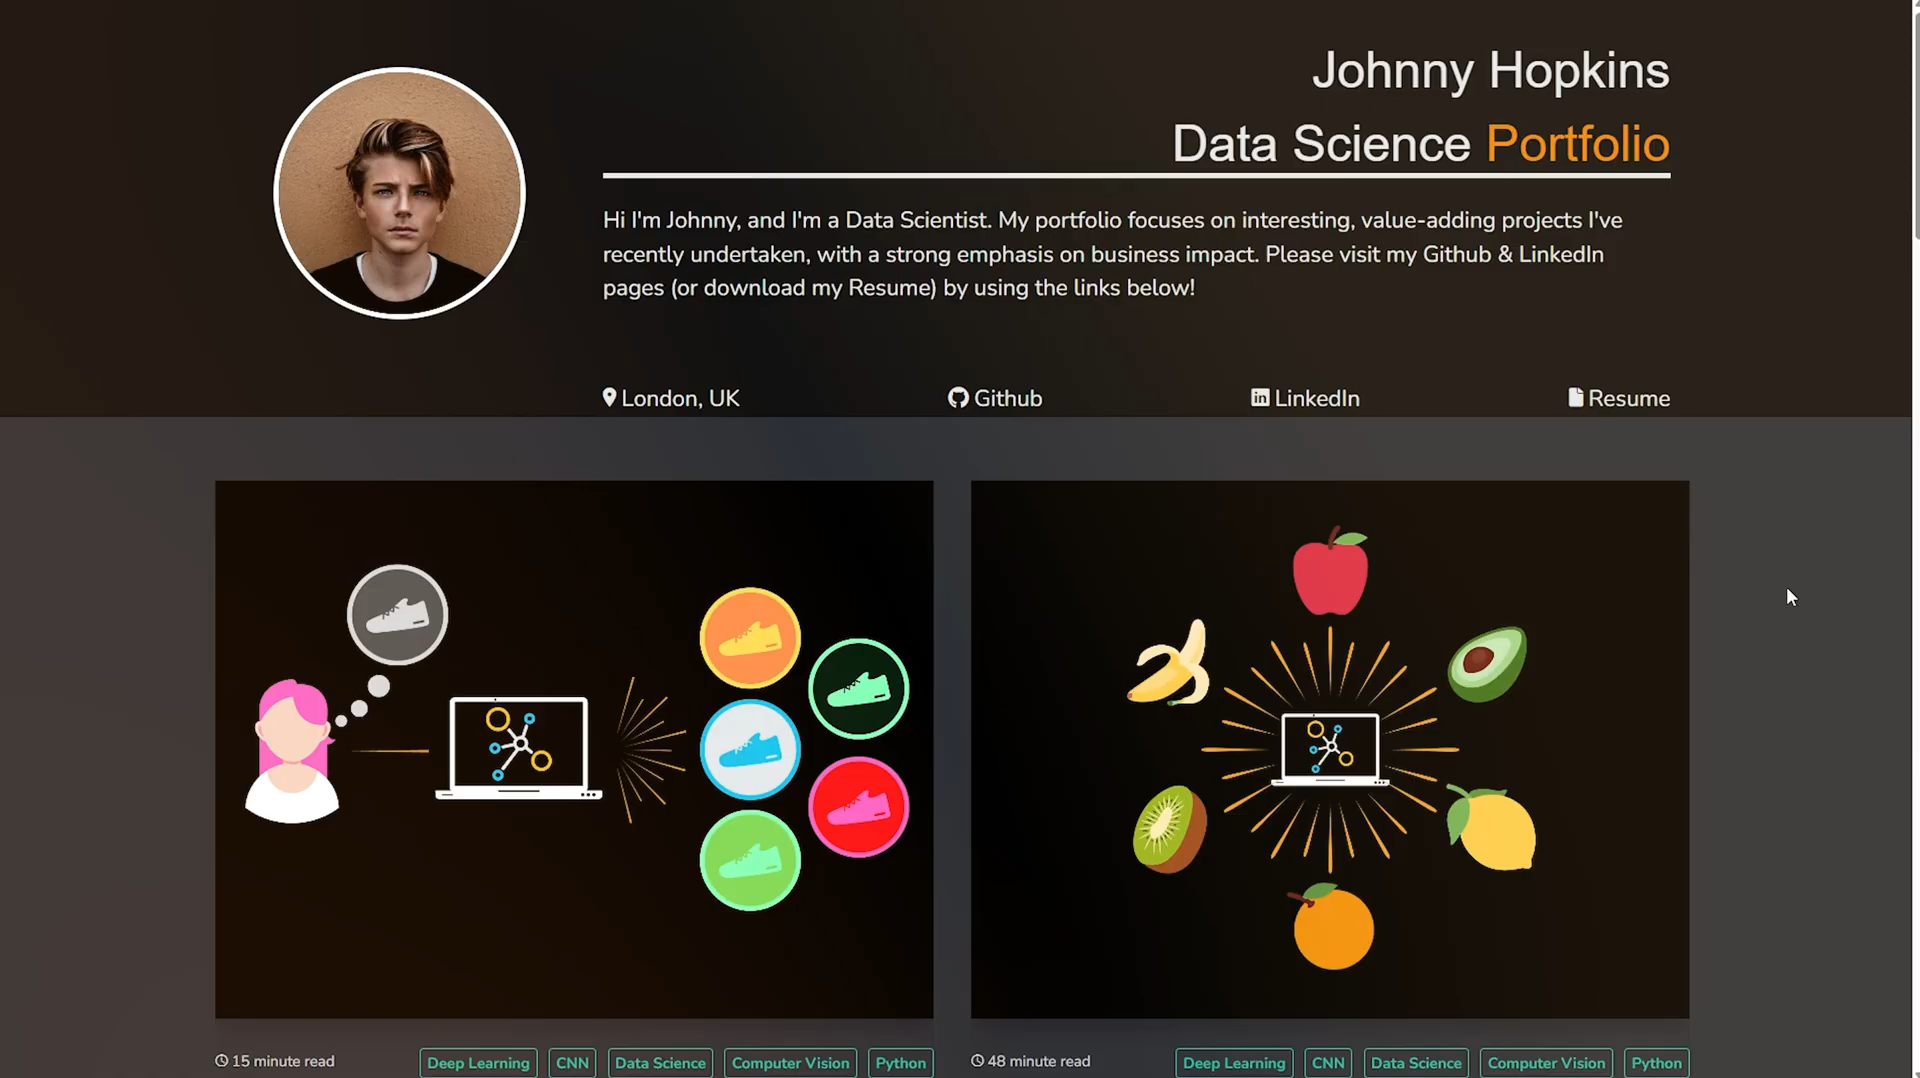 Johnny Hopkins
Data Science Portfolio
Hi I'm Johnny, and I'm a Data Scientist. My portfolio focuses on interesting, value-adding projects I've
recently undertaken, with a strong emphasis on business impact. Please visit my Github & LinkedIn
pages (or download my Resume) by using the links below!
London, UK Github LinkedIn Resume
15 minute read Deep Learning CNN Data Science Computer Vision Python
48 minute read Deep Learning CNN Data Science Computer Vision Python